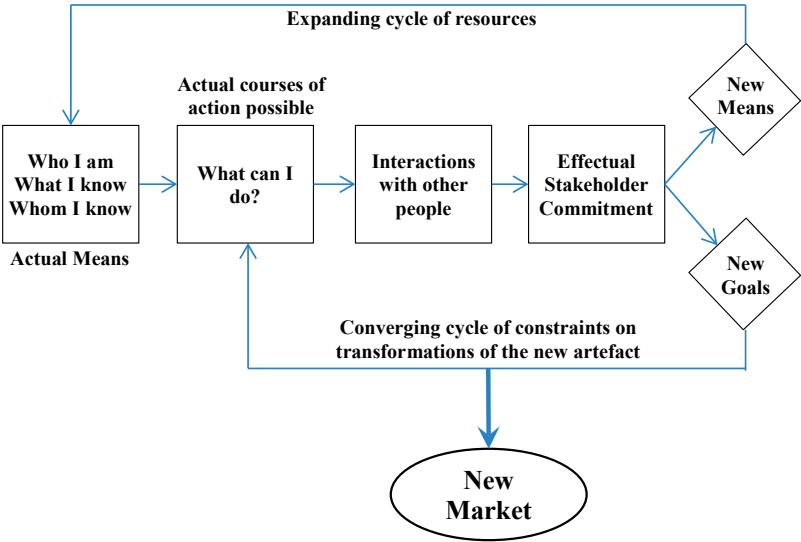 Expanding cycle of resources
Actual courses of
action possible
New
Means
Who I am
What I know
Whom I know
What can I
do?
Interactions
with other
people
Effectual
Stakeholder
Commitment
Actual Means
New
Goals
Converging cycle of constraints on
transformations of the new artefact
New
Market